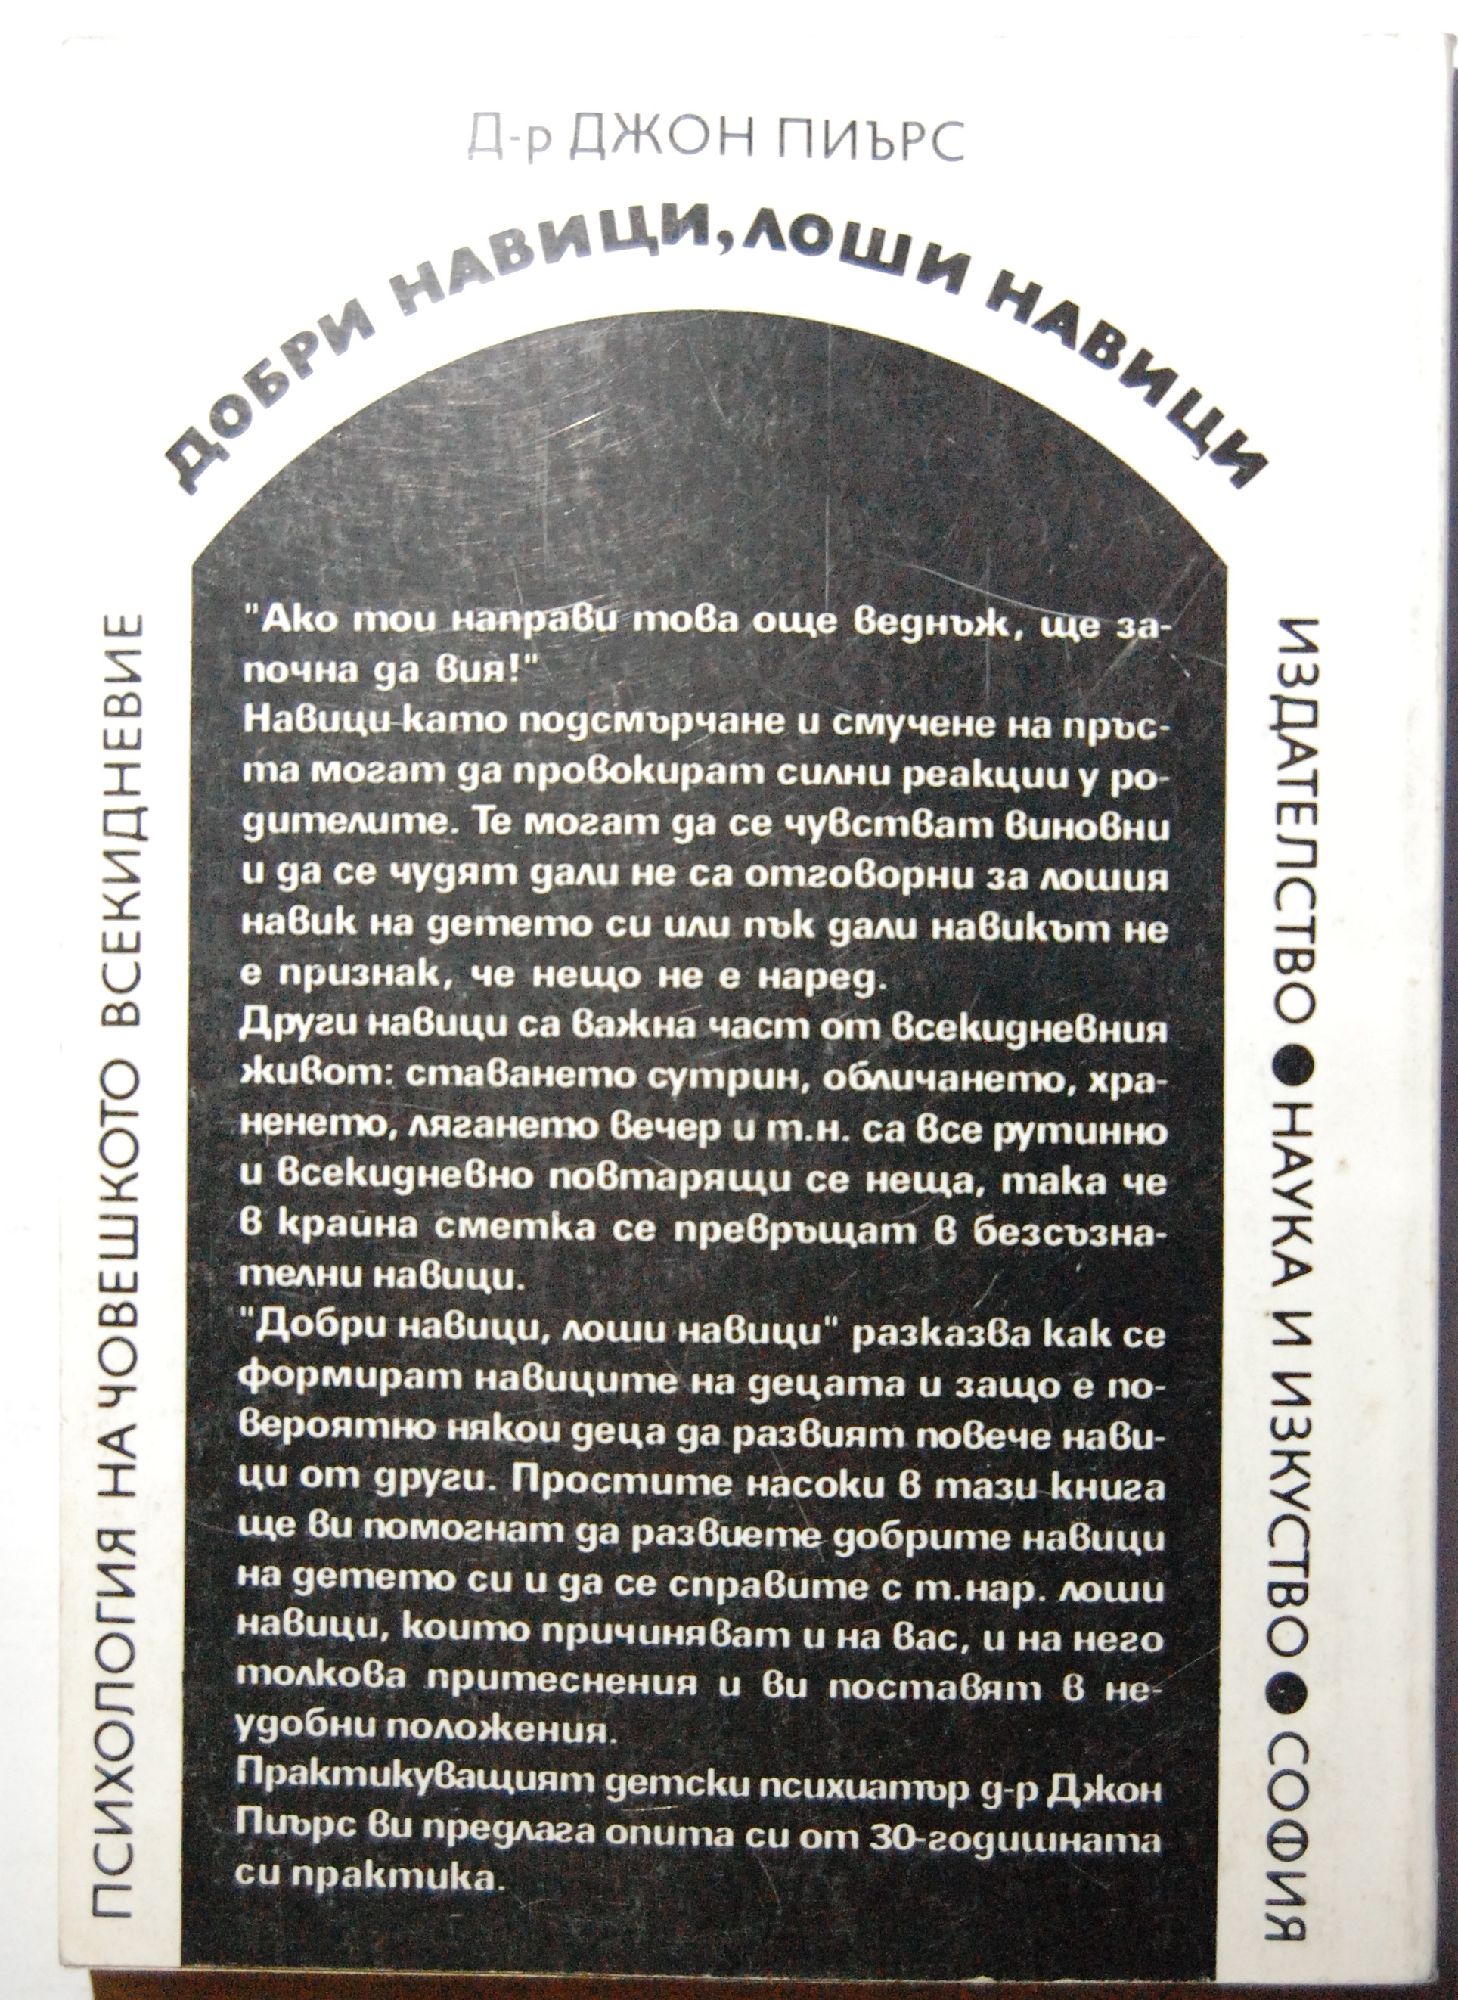 Д-р ДЖОН ПИЪРС
ДОБРИ НАВИЦИ, ЛОШИ НАВИЦИ
ПСИХОЛОГИЯ НА ЧОВЕШКОТО ВСЕКИДНЕВИЕ
"Ако той направи това още веднъж, ще за-
почна да вия!"
Навици като подсмърчане и смучене на пръс-
та могат да провокират силни реакции у ро-
дителите. Те могат да се чувстват виновни
и да се чудят дали не са отговорни за лошия
навик на детето си или пък дали навикът не
е признак, че нещо не е наред.
Други навици са важна част от всекидневния
живот: ставането сутрин, обличането, хра-
ненето, лягането вечер и т.н. са все рутинно
и всекидневно повтарящи се неща, така че
в крайна сметка се превръщат в безсъзна-
телни навици.
"Добри навици, лоши навици" разказва как се
формират навиците на децата и защо е по-
вероятно някои деца да развият повече нави-
ци от други. Простите насоки в тази книга
ще ви помогнат да развиете добрите навици
на детето си и да се справите с т.нар. лоши
навици, които причиняват и на вас, и на него
толкова притеснения и ви поставят в не-
удобни положения.
Практикуващият детски психиатър д-р Джон
Пиърс ви предлага опита си от 30-годишната
си практика.
ИЗДАТЕЛСТВО ● НАУКА И ИЗКУСТВО ● СОФИЯ